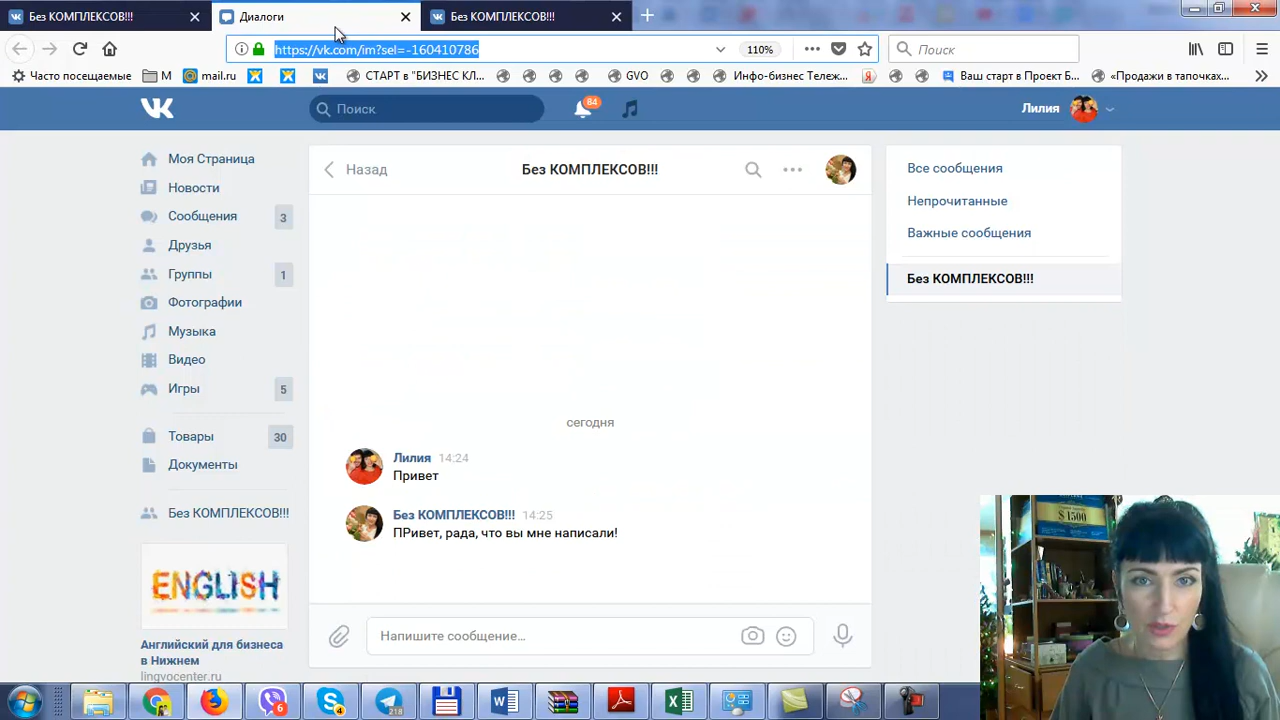 Без КОМПЛЕКСОВ!!!
Диалоги
Без КОМПЛЕКСОВ!!!
https://vk.com/im?sel=-160410786
110%
Поиск
Часто посещаемые
М
mail.ru
СТАРТ в "БИЗНЕС КЛ...
GVO
Инфо-бизнес Тележ...
Я
Ваш старт в Проект Б...
«Продажи в тапочках...
Поиск
84
Лилия
Моя Страница
Новости
Сообщения 3
Друзья
Группы 1
Фотографии
Музыка
Видео
Игры 5
Товары 30
Документы
Без КОМПЛЕКСОВ!!!
ENGLISH
Английский для бизнеса
в Нижнем
lingvocenter.ru
Назад
Без КОМПЛЕКСОВ!!!
сегодня
Лилия 14:24
Привет
Без КОМПЛЕКСОВ!!! 14:25
ПРивет, рада, что вы мне написали!
Напишите сообщение...
Все сообщения
Непрочитанные
Важные сообщения
Без КОМПЛЕКСОВ!!!
$ 1500
6
4
218